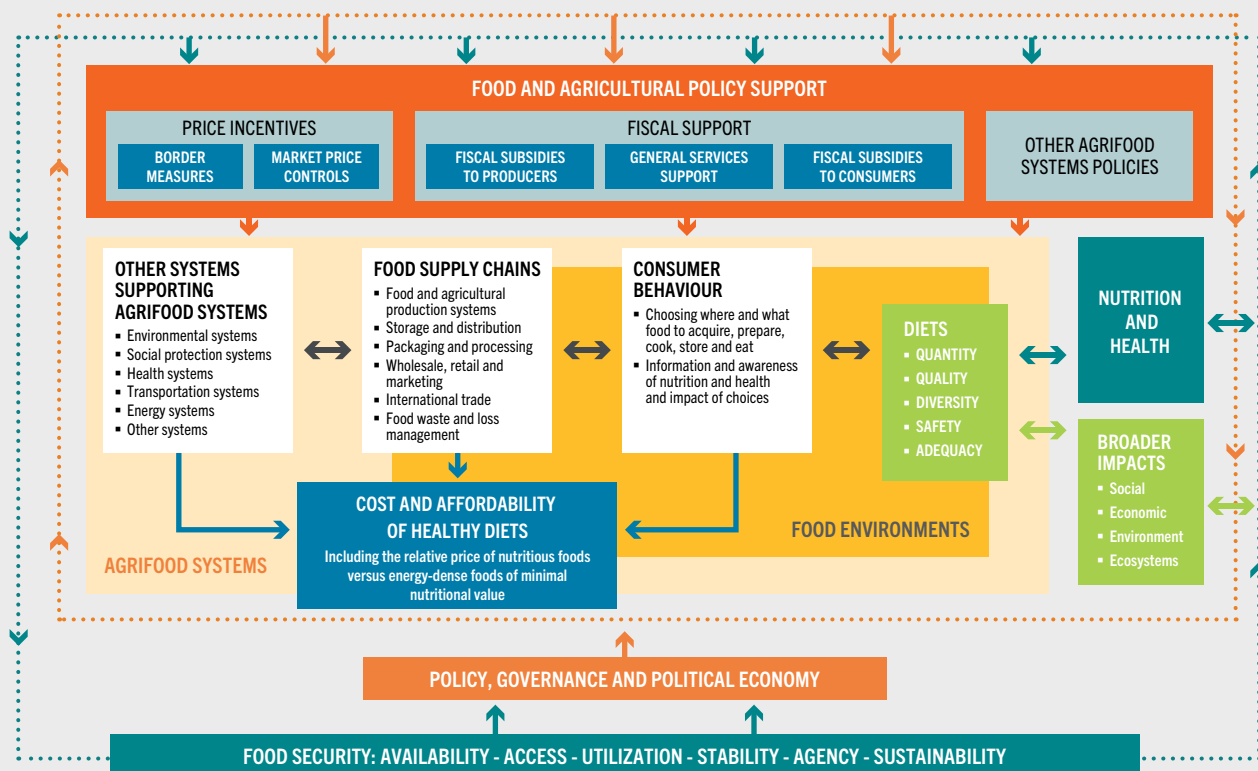 FOOD AND AGRICULTURAL POLICY SUPPORT
PRICE INCENTIVES
BORDER
MEASURES
MARKET PRICE
CONTROLS
FISCAL SUPPORT
FISCAL SUBSIDIES
TO PRODUCERS
GENERAL SERVICES
SUPPORT
FISCAL SUBSIDIES
TO CONSUMERS
OTHER AGRIFOOD
SYSTEMS POLICIES
OTHER SYSTEMS
SUPPORTING
AGRIFOOD SYSTEMS
▪ Environmental systems
▪ Social protection systems
▪ Health systems
▪ Transportation systems
▪ Energy systems
▪ Other systems
FOOD SUPPLY CHAINS
▪ Food and agricultural
production systems
▪ Storage and distribution
▪ Packaging and processing
▪ Wholesale, retail and
marketing
▪ International trade
▪ Food waste and loss
management
CONSUMER
BEHAVIOUR
▪ Choosing where and what
food to acquire, prepare,
cook, store and eat
▪ Information and awareness
of nutrition and health
and impact of choices
DIETS
▪ QUANTITY
▪ QUALITY
▪ DIVERSITY
▪ SAFETY
▪ ADEQUACY
NUTRITION
AND
HEALTH
BROADER
IMPACTS
▪ Social
▪ Economic
▪ Environment
▪ Ecosystems
COST AND AFFORDABILITY
OF HEALTHY DIETS
Including the relative price of nutritious foods
versus energy-dense foods of minimal
nutritional value
FOOD ENVIRONMENTS
AGRIFOOD SYSTEMS
POLICY, GOVERNANCE AND POLITICAL ECONOMY
FOOD SECURITY: AVAILABILITY - ACCESS - UTILIZATION - STABILITY - AGENCY - SUSTAINABILITY